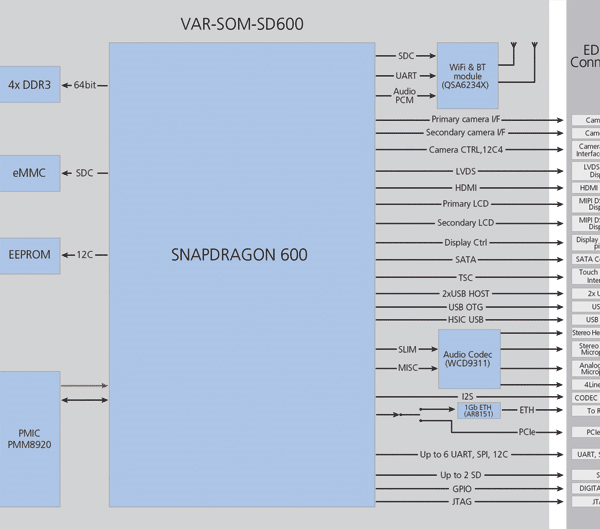 VAR-SOM-SD600
4x DDR3
64bit
eMMC
SDC
EEPROM
12C
PMIC
PMM8920
SNAPDRAGON 600
SDC
UART
Audio
PCM
WiFi & BT
module
(QSA6234X)
Primary camera I/F
Secondary camera I/F
Camera CTRL,12C4
LVDS
HDMI
Primary LCD
Secondary LCD
Display Ctrl
SATA
TSC
2xUSB HOST
USB OTG
HSIC USB
SLIM
MISC
Audio Codec
(WCD9311)
I2S
1Gb ETH
(AR8151)
ETH
PCIe
Up to 6 UART, SPI, 12C
Up to 2 SD
GPIO
JTAG
ED
Conn
Cam
Cam
Camera
Interfac
LVDS
Disp
HDMI
MIPI D
Disp
MIPI D
Disp
Display
pi
SATA C
Touch
Inter
2x U
US
USB
Stereo He
Stereo
Microp
Analog
Microp
4Line
CODEC
To R
PCIe
UART, S
S
DIGITA
JTA